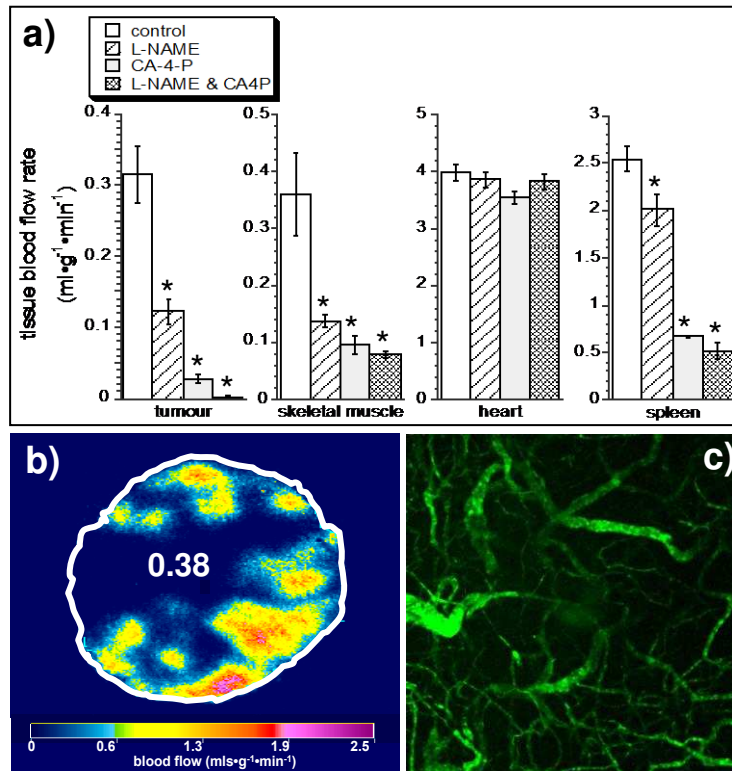 a)
control
L-NAME
CA-4-P
L-NAME & CA4P
tissue blood flow rate
(ml•g⁻¹•min⁻¹)
0.4
0.3
0.2
0.1
0
tumour
0.5
0.4
0.3
0.2
0.1
0
skeletal muscle
5
4
3
2
1
0
heart
3
2.5
2
1.5
1
0.5
0
spleen
* * *
* * *
* * *
b)
0.38
0 0.6 1.3 1.9 2.5
blood flow (mls•g⁻¹•min⁻¹)
c)